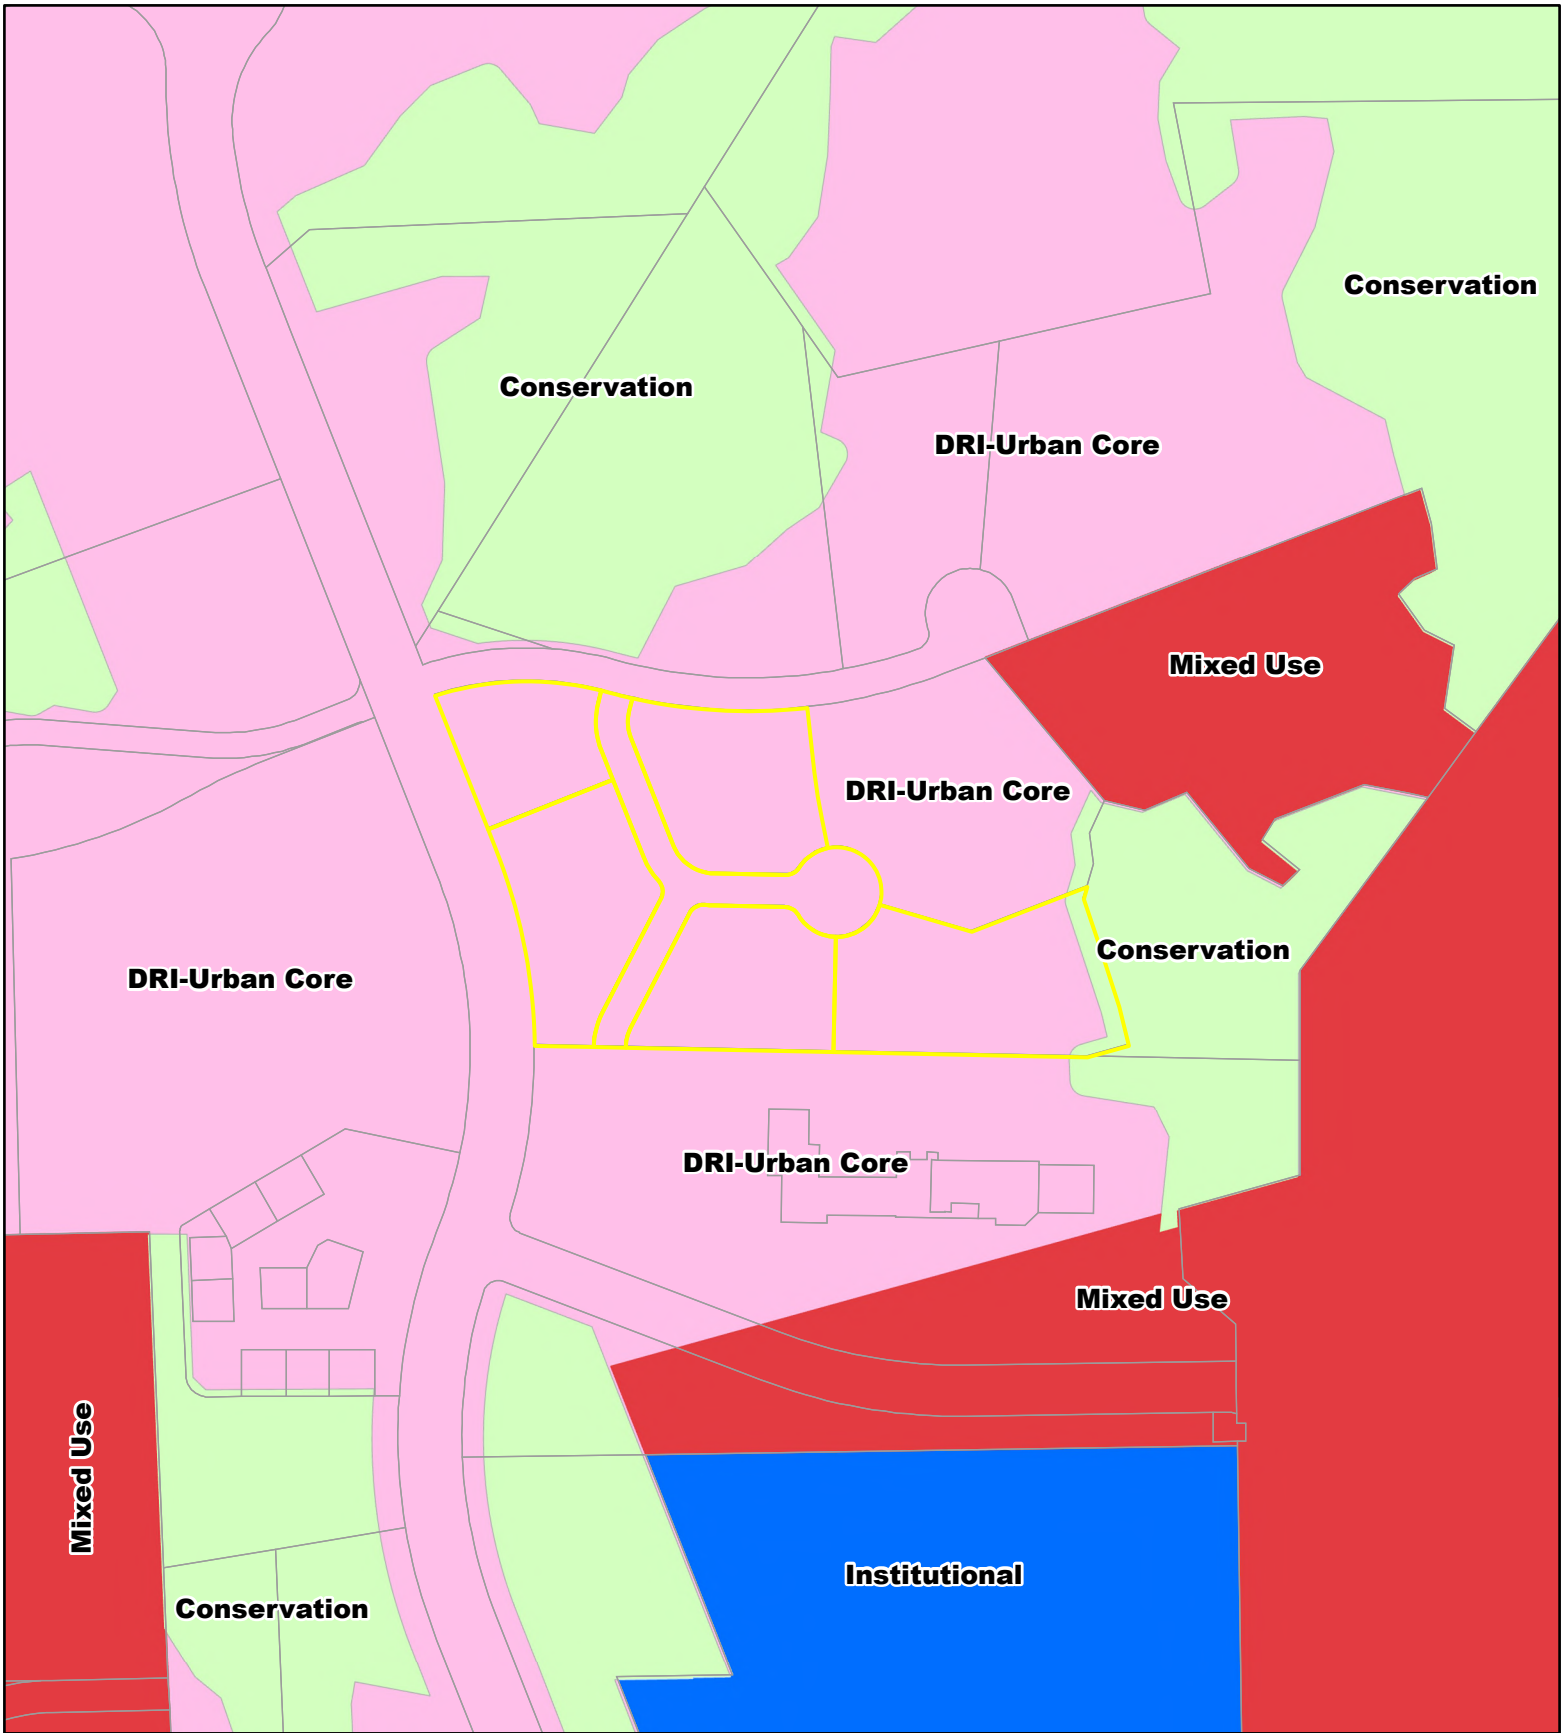 Conservation
Conservation
DRI-Urban Core
Mixed Use
DRI-Urban Core
Conservation
DRI-Urban Core
DRI-Urban Core
Mixed Use
Mixed Use
Institutional
Conservation